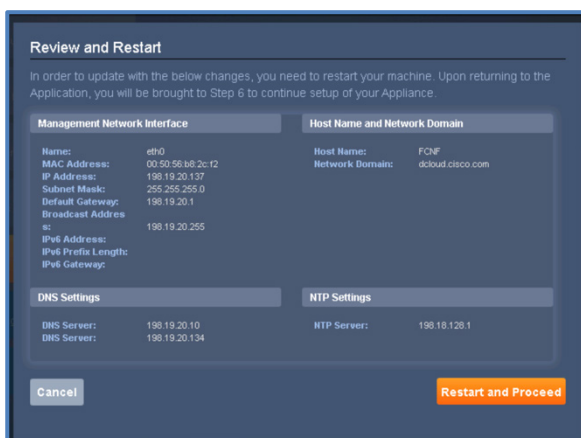 Review and Restart
In order to update with the below changes, you need to restart your machine. Upon returning to the
Application, you will be brought to Step 6 to continue setup of your Appliance.
Management Network Interface
Name: eth0
MAC Address: 00:50:56:b8:2c:f2
IP Address: 198.19.20.137
Subnet Mask: 255.255.255.0
Default Gateway: 198.19.20.1
Broadcast Addres
s: 198.19.20.255
IPv6 Address:
IPv6 Prefix Length:
IPv6 Gateway:
Host Name and Network Domain
Host Name: FCNF
Network Domain: dcloud.cisco.com
DNS Settings
DNS Server: 198.19.20.10
DNS Server: 198.19.20.134
NTP Settings
NTP Server: 198.18.128.1
Cancel
Restart and Proceed